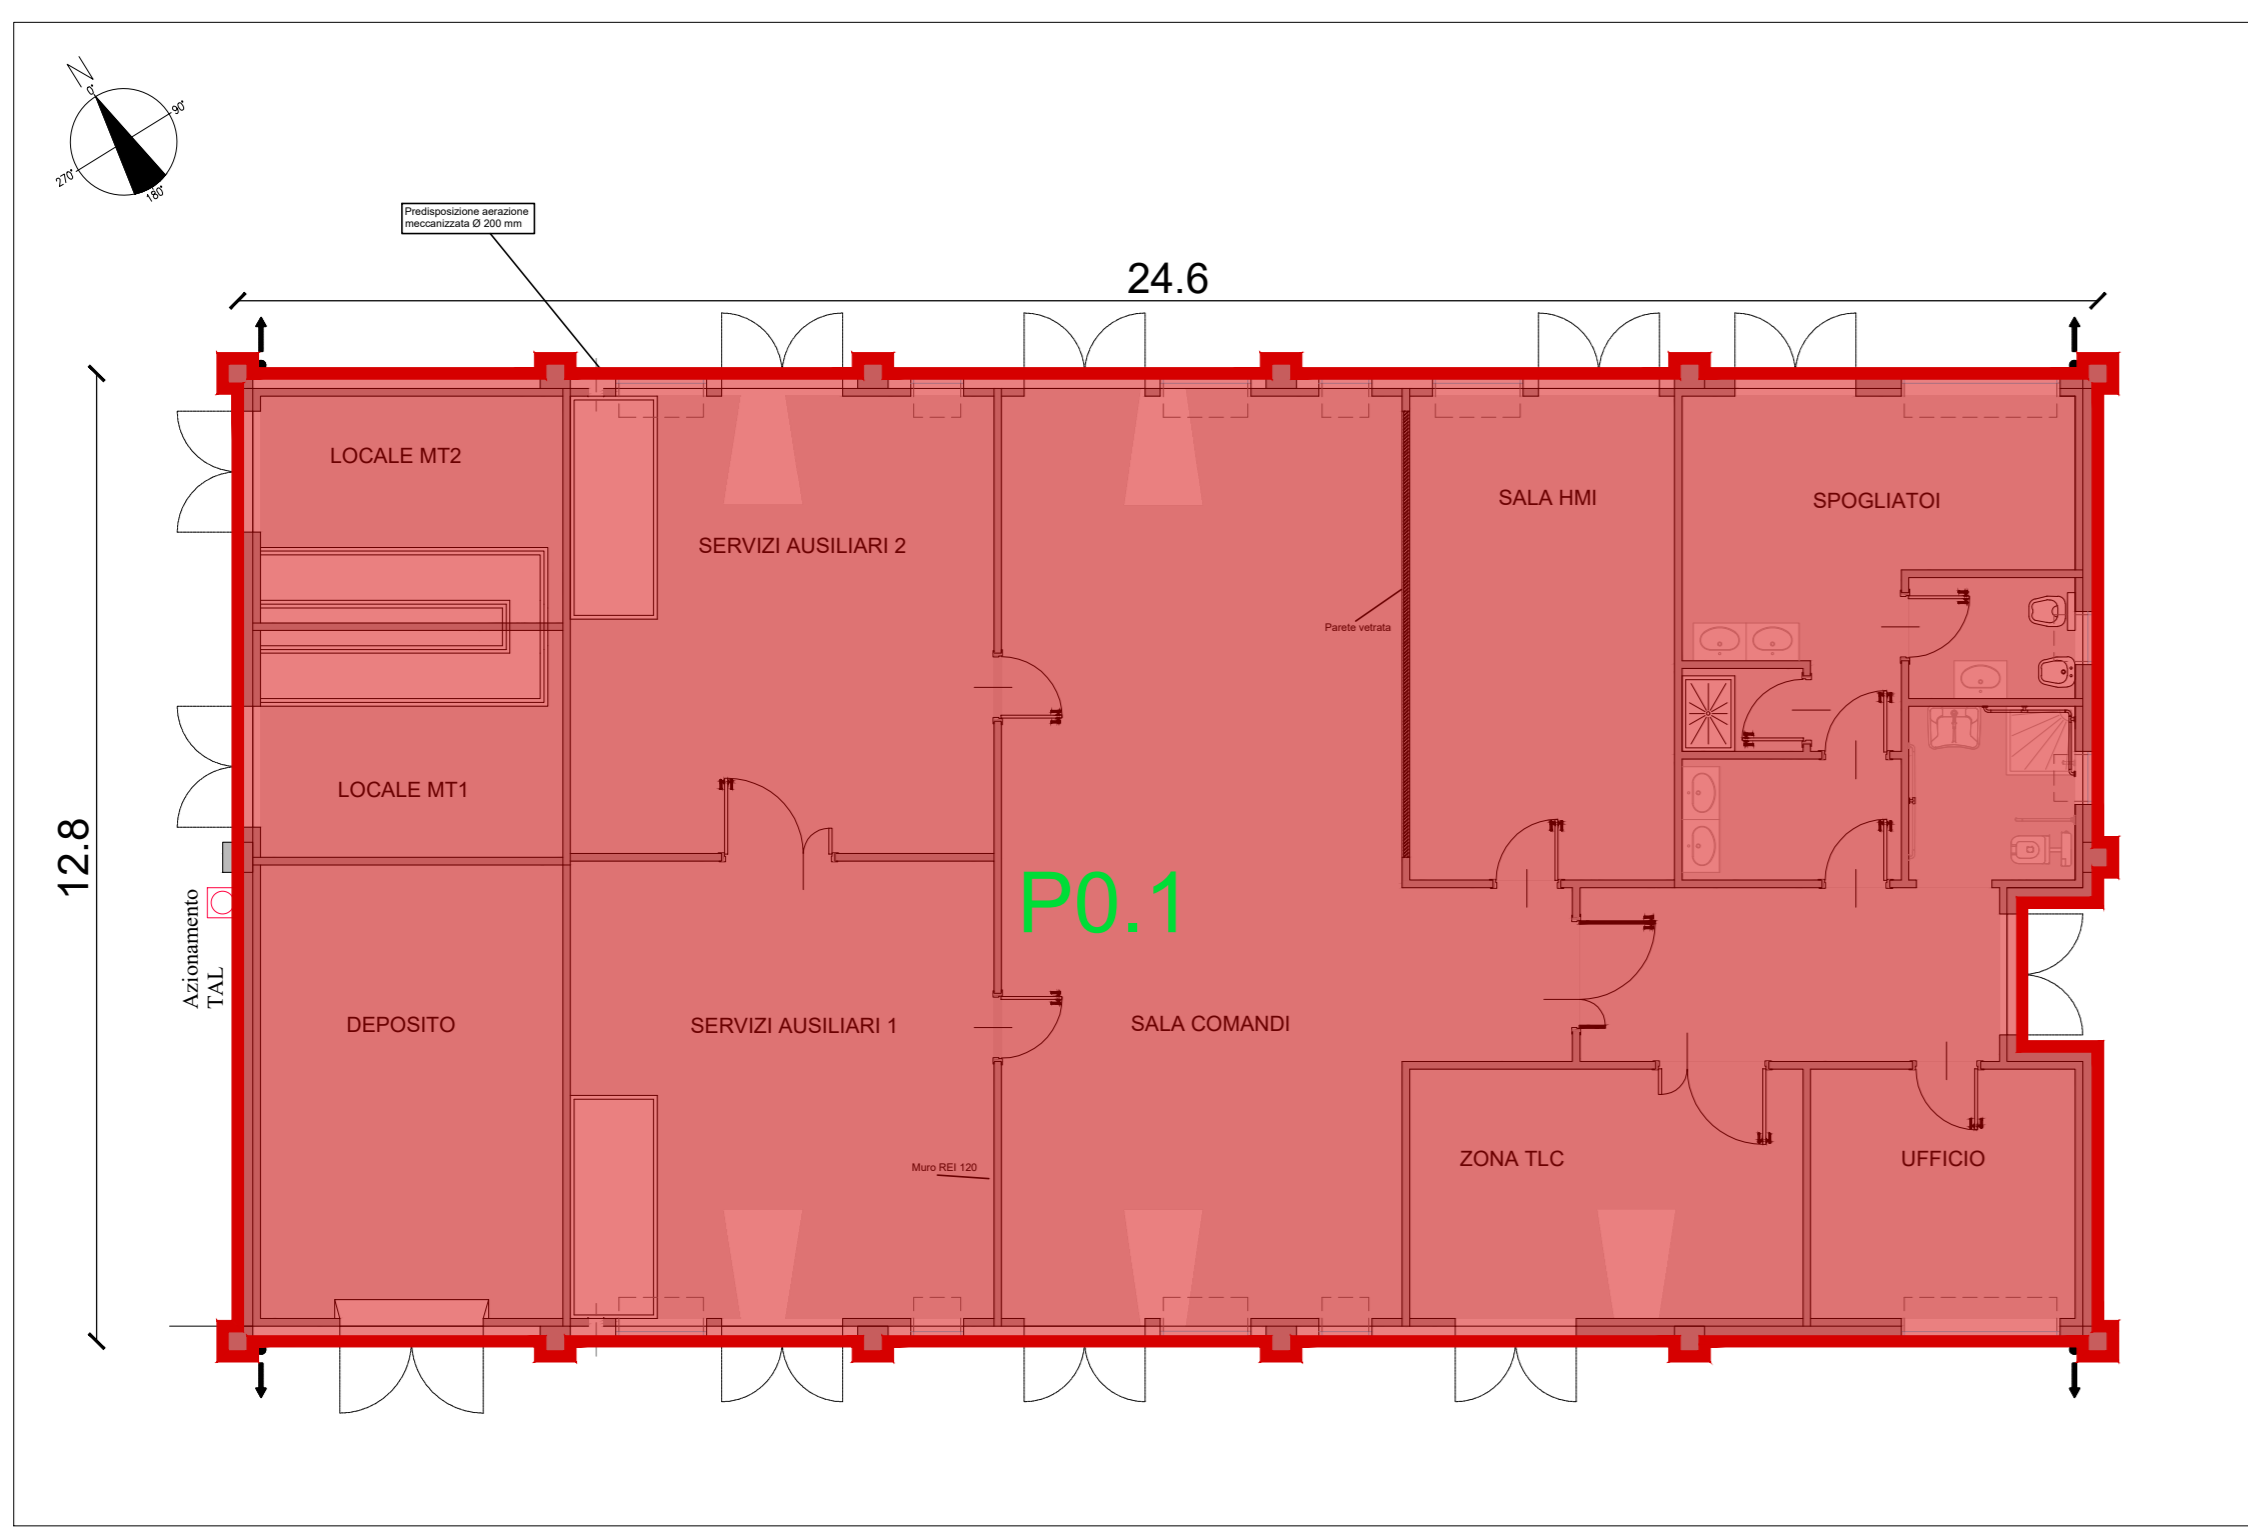 N
0°
90°
270°
180°
Predisposizione aerazione
meccanizzata Ø 200 mm
24.6
12.8
LOCALE MT2
SERVIZI AUSILIARI 2
SALA HMI
SPOGLIATOI
Parete vetrata
LOCALE MT1
P0.1
Azionamento
TAL
DEPOSITO
SERVIZI AUSILIARI 1
SALA COMANDI
Muro REI 120
ZONA TLC
UFFICIO